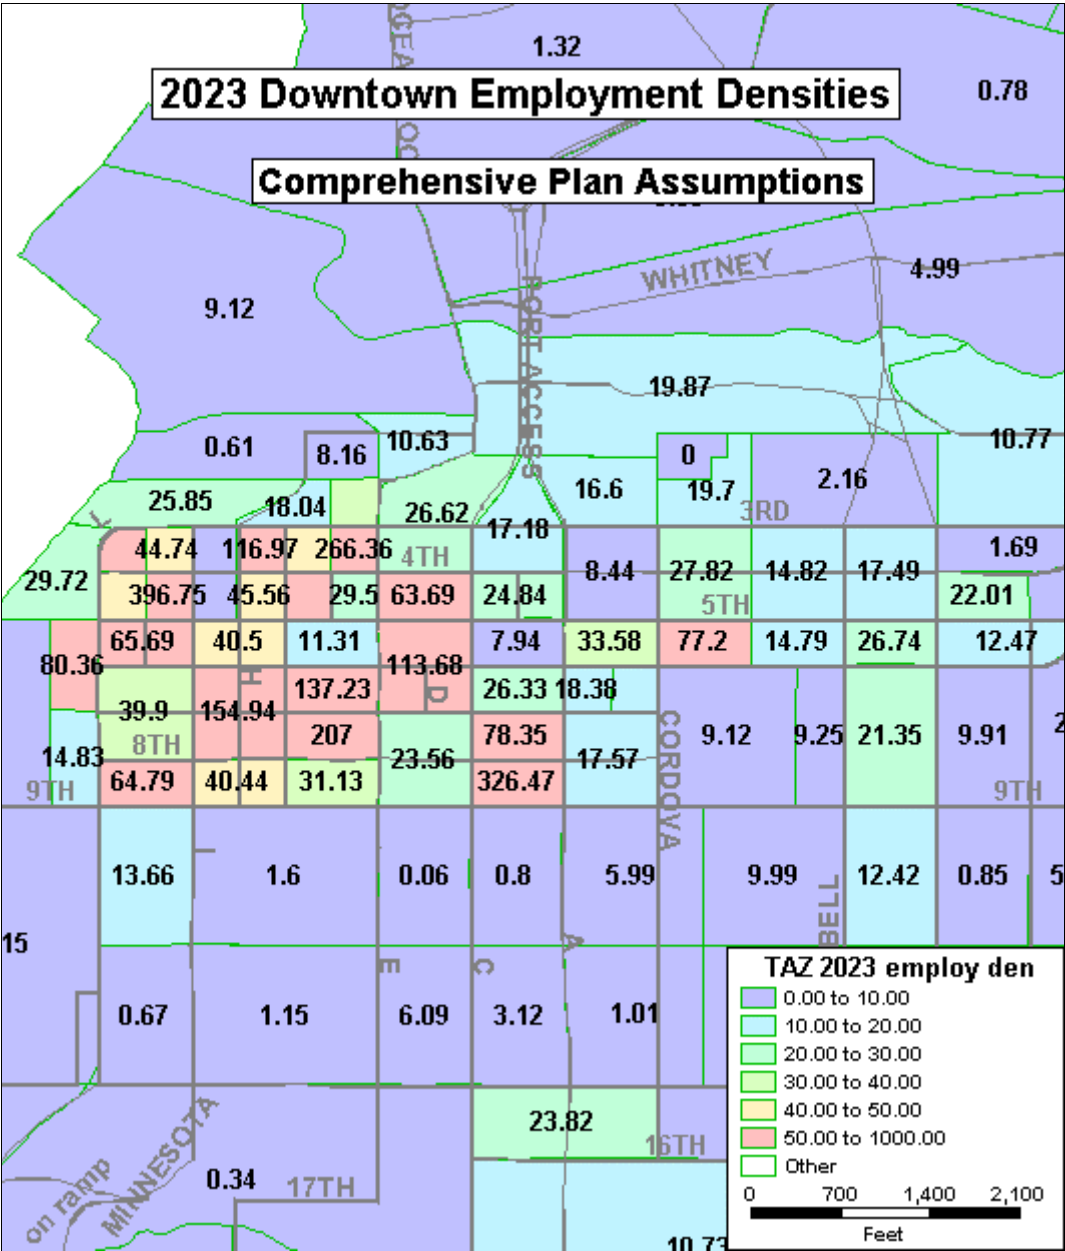 OCEAN DOC
1.32
2023 Downtown Employment Densities
0.78
Comprehensive Plan Assumptions
WHITNEY
4.99
9.12
PORT ACCESS
19.87
10.63
10.77
0.61
8.16
0
2.16
25.85
18.04
26.62
16.6
19.7
3RD
17.18
L
44.74
116.97
266.36
4TH
1.69
29.72
8.44
27.82
14.82
17.49
396.75
45.56
29.5
63.69
24.84
5TH
22.01
65.69
40.5
11.31
7.94
33.58
77.2
14.79
26.74
12.47
80.36
113.68
H
137.23
D
26.33
18.38
39.9
154.94
8TH
207
78.35
9.12
9.25
21.35
9.91
2
14.83
23.56
17.57
CORDOVA
9TH
64.79
40.44
31.13
326.47
9TH
13.66
1.6
0.06
0.8
5.99
9.99
12.42
0.85
5
BELL
15
A
E
C
0.67
1.15
6.09
3.12
1.01
TAZ 2023 employ den
0.00 to 10.00
10.00 to 20.00
20.00 to 30.00
30.00 to 40.00
40.00 to 50.00
50.00 to 1000.00
Other
0 700 1,400 2,100
Feet
23.82
16TH
MINNESOTA
on ramp
0.34
17TH
10.73